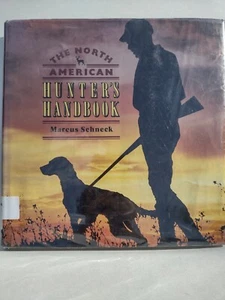 THE NORTH
AMERICAN
HUNTER'S
HANDBOOK
Marcus Schneck